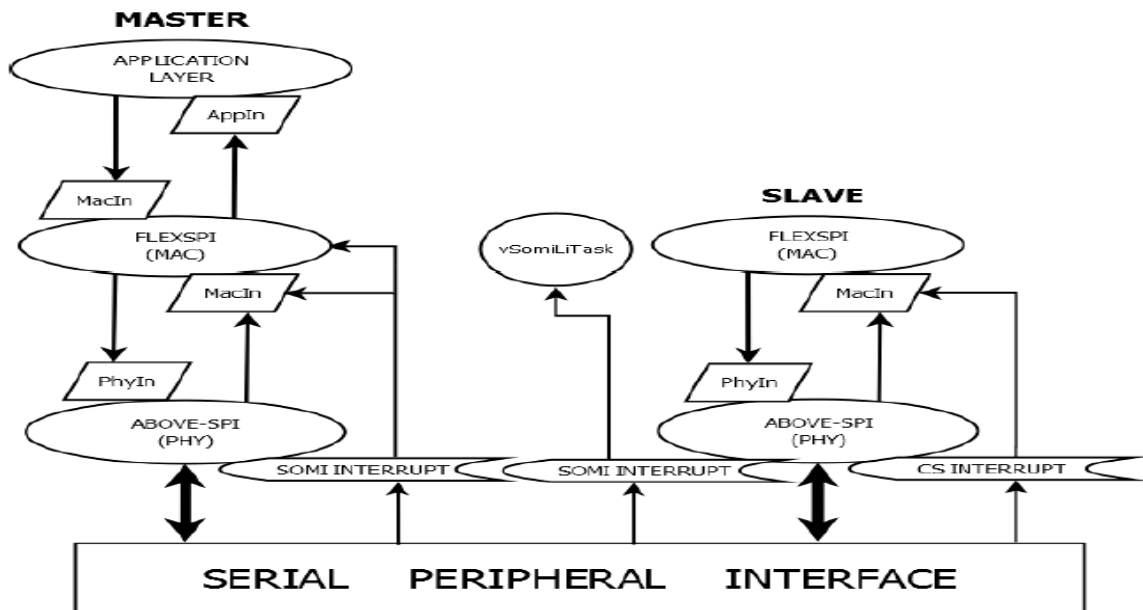 MASTER
APPLICATION
LAYER
AppIn
MacIn
FLEXSPI
(MAC)
MacIn
PhyIn
ABOVE-SPI
(PHY)
SOMI INTERRUPT
vSomiLiTask
SOMI INTERRUPT
SLAVE
FLEXSPI
(MAC)
MacIn
PhyIn
ABOVE-SPI
(PHY)
CS INTERRUPT
SERIAL PERIPHERAL INTERFACE